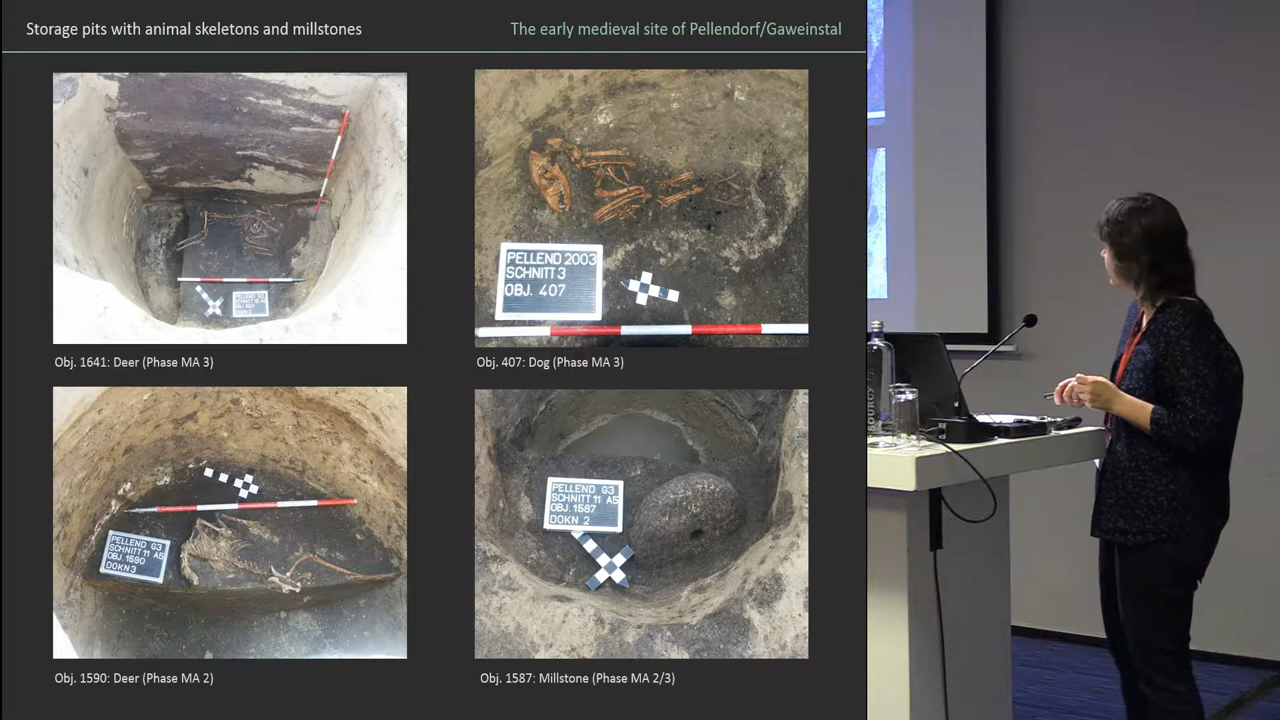 Storage pits with animal skeletons and millstones
The early medieval site of Pellendorf/Gaweinstal
PELLEND 2003
SCHNITT 3
OBJ. 407
Obj. 1641: Deer (Phase MA 3)
Obj. 407: Dog (Phase MA 3)
PELLEND G3
SCHNITT 11 A5
OBJ. 1590
DOKN 3
PELLEND G3
SCHNITT 11 A5
OBJ. 1587
DOKN 2
Obj. 1590: Deer (Phase MA 2)
Obj. 1587: Millstone (Phase MA 2/3)
SOURCY